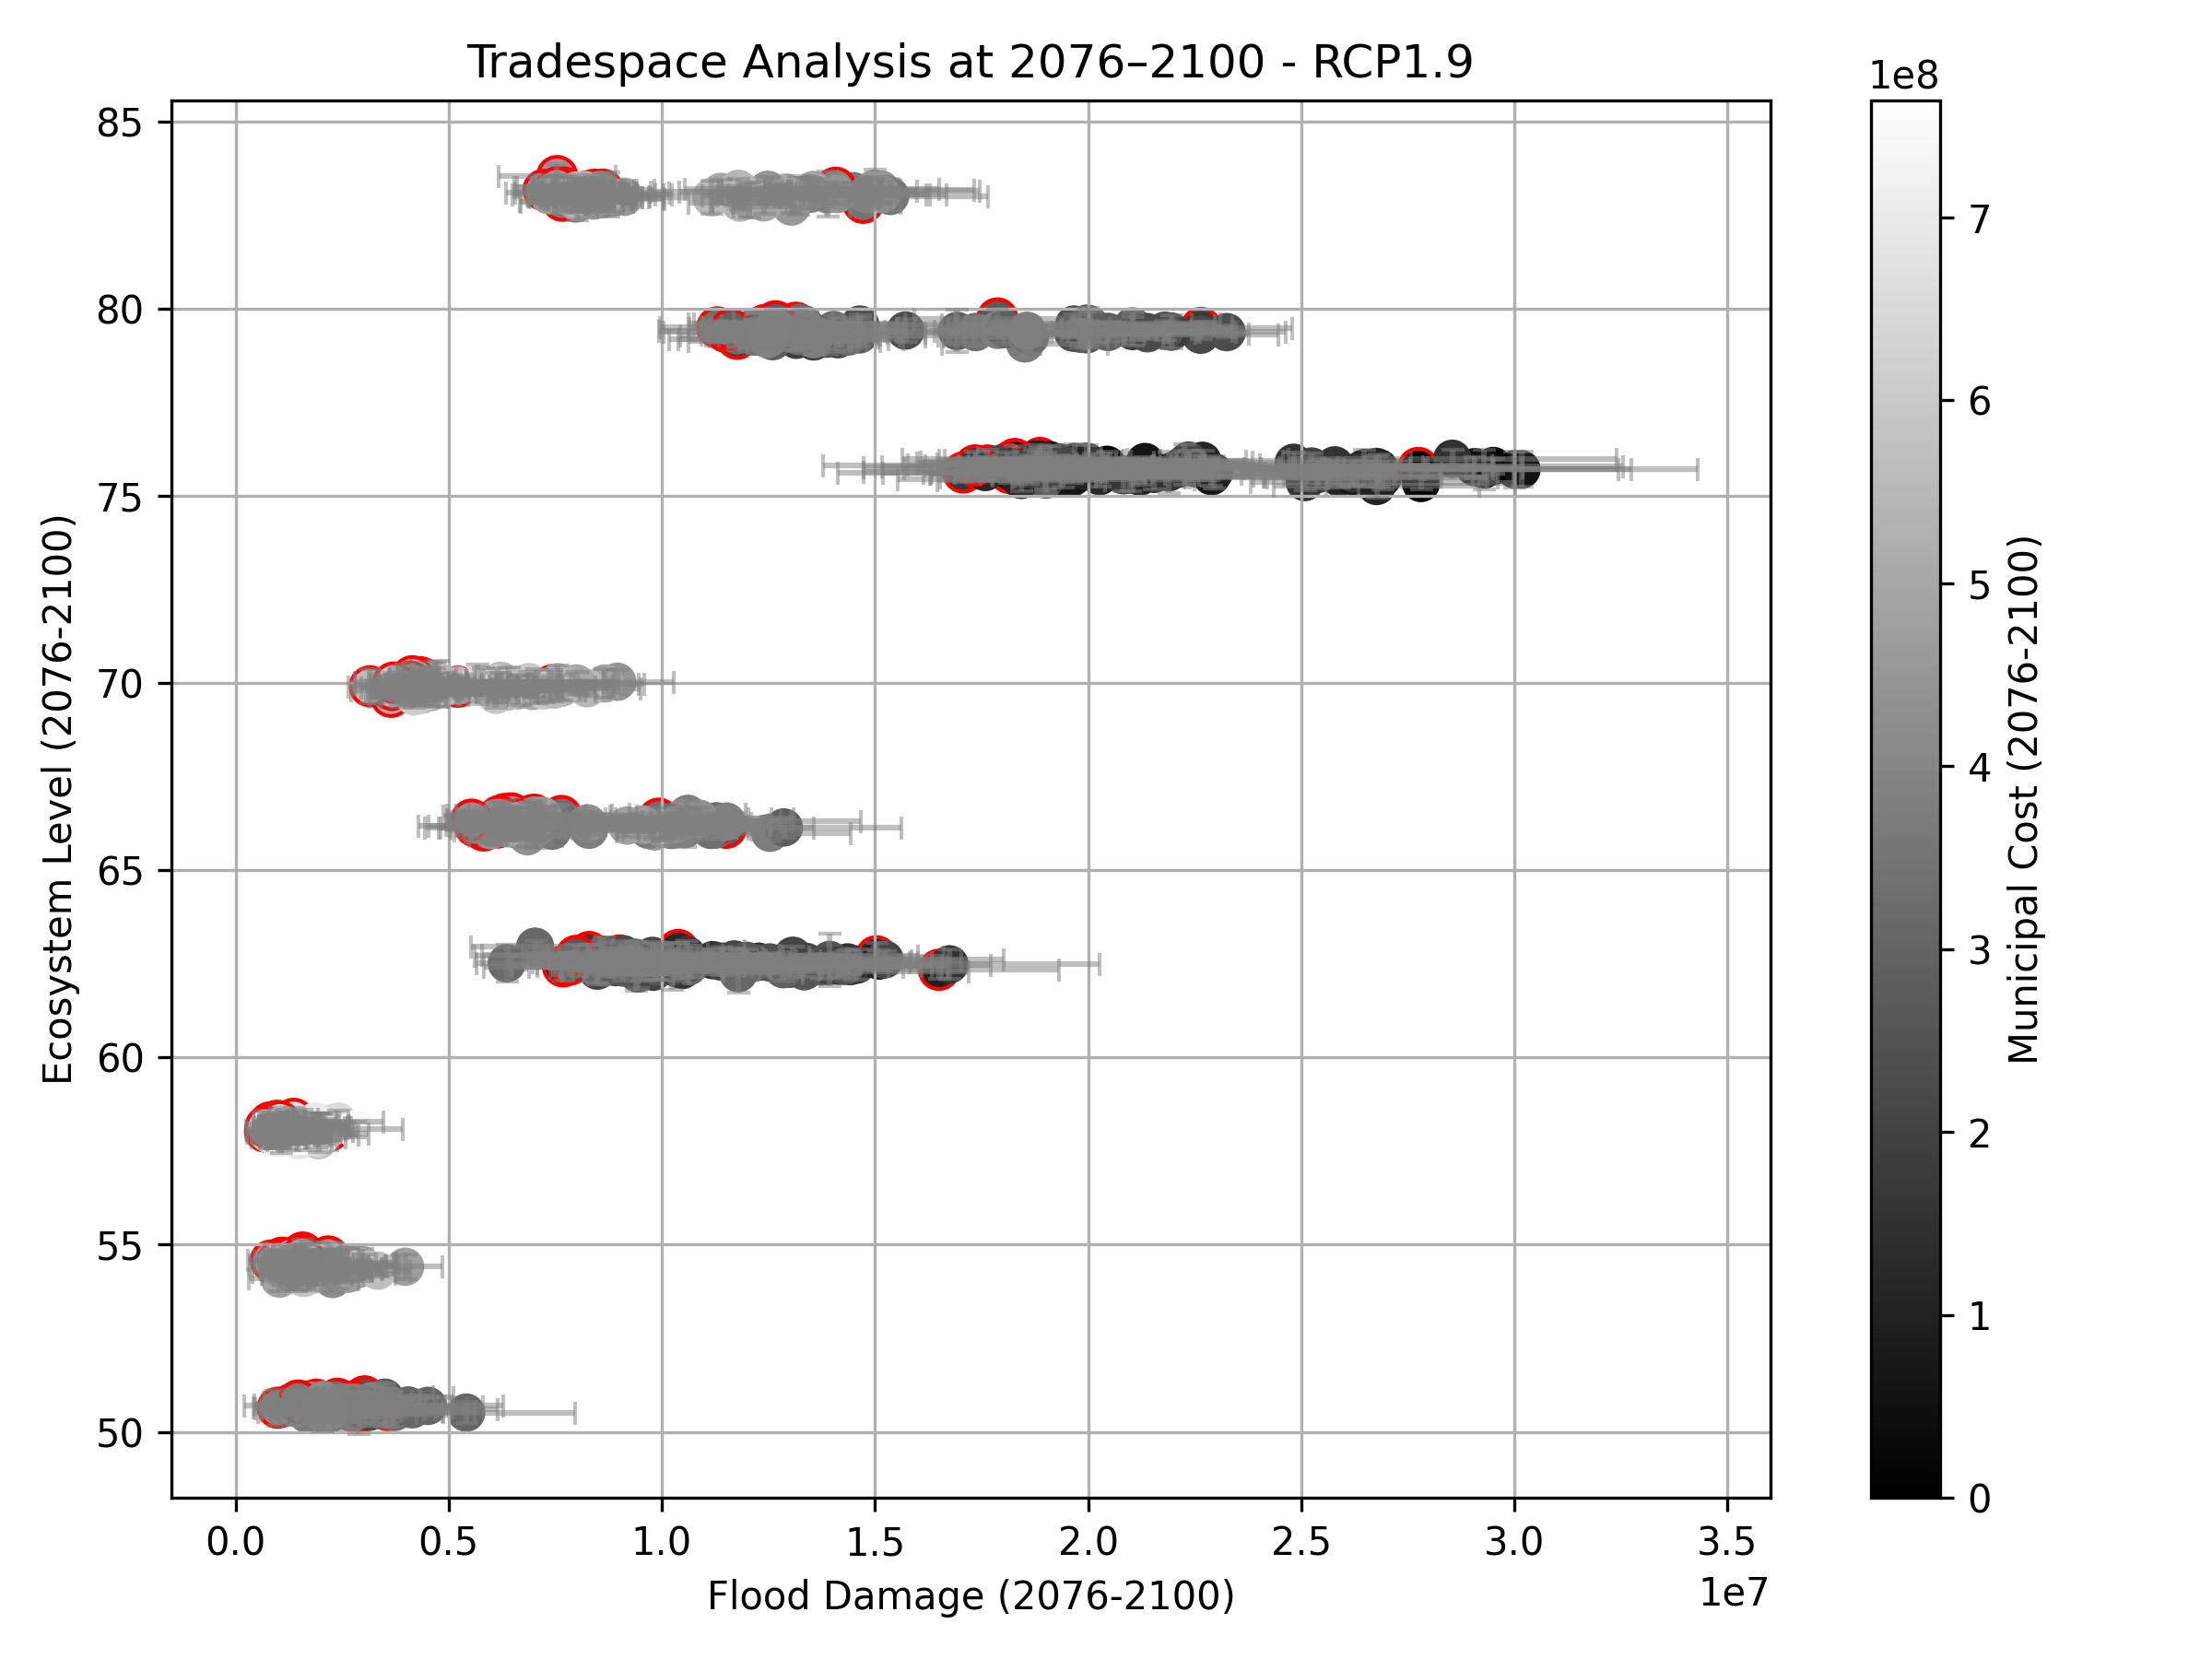 Tradespace Analysis at 2076–2100 - RCP1.9
1e8
85
80
75
70
65
60
55
50
Ecosystem Level (2076-2100)
0.0 0.5 1.0 1.5 2.0 2.5 3.0 3.5
1e7
Flood Damage (2076-2100)
7
6
5
4
3
2
1
0
Municipal Cost (2076-2100)